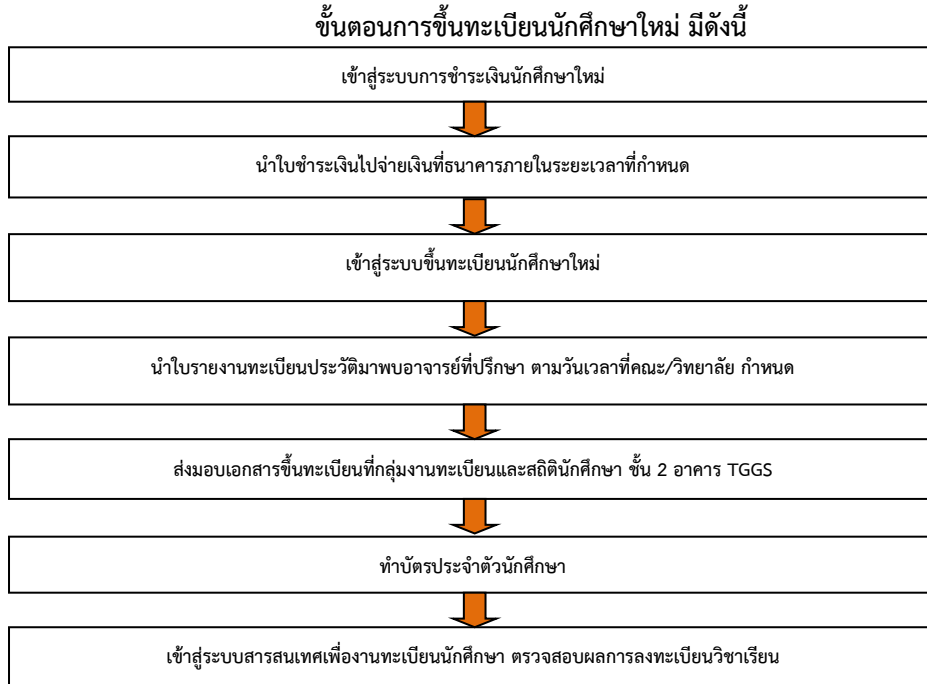 ขั้นตอนการขึ้นทะเบียนนักศึกษาใหม่ มีดังนี้
เข้าสู่ระบบการชำระเงินนักศึกษาใหม่
นำใบชำระเงินไปจ่ายเงินที่ธนาคารภายในระยะเวลาที่กำหนด
เข้าสู่ระบบขึ้นทะเบียนนักศึกษาใหม่
นำใบรายงานทะเบียนประวัติมาพบอาจารย์ที่ปรึกษา ตามวันเวลาที่คณะ/วิทยาลัย กำหนด
ส่งมอบเอกสารขึ้นทะเบียนที่กลุ่มงานทะเบียนและสถิตินักศึกษา ชั้น 2 อาคาร TGGS
ทำบัตรประจำตัวนักศึกษา
เข้าสู่ระบบสารสนเทศเพื่องานทะเบียนนักศึกษา ตรวจสอบผลการลงทะเบียนวิชาเรียน